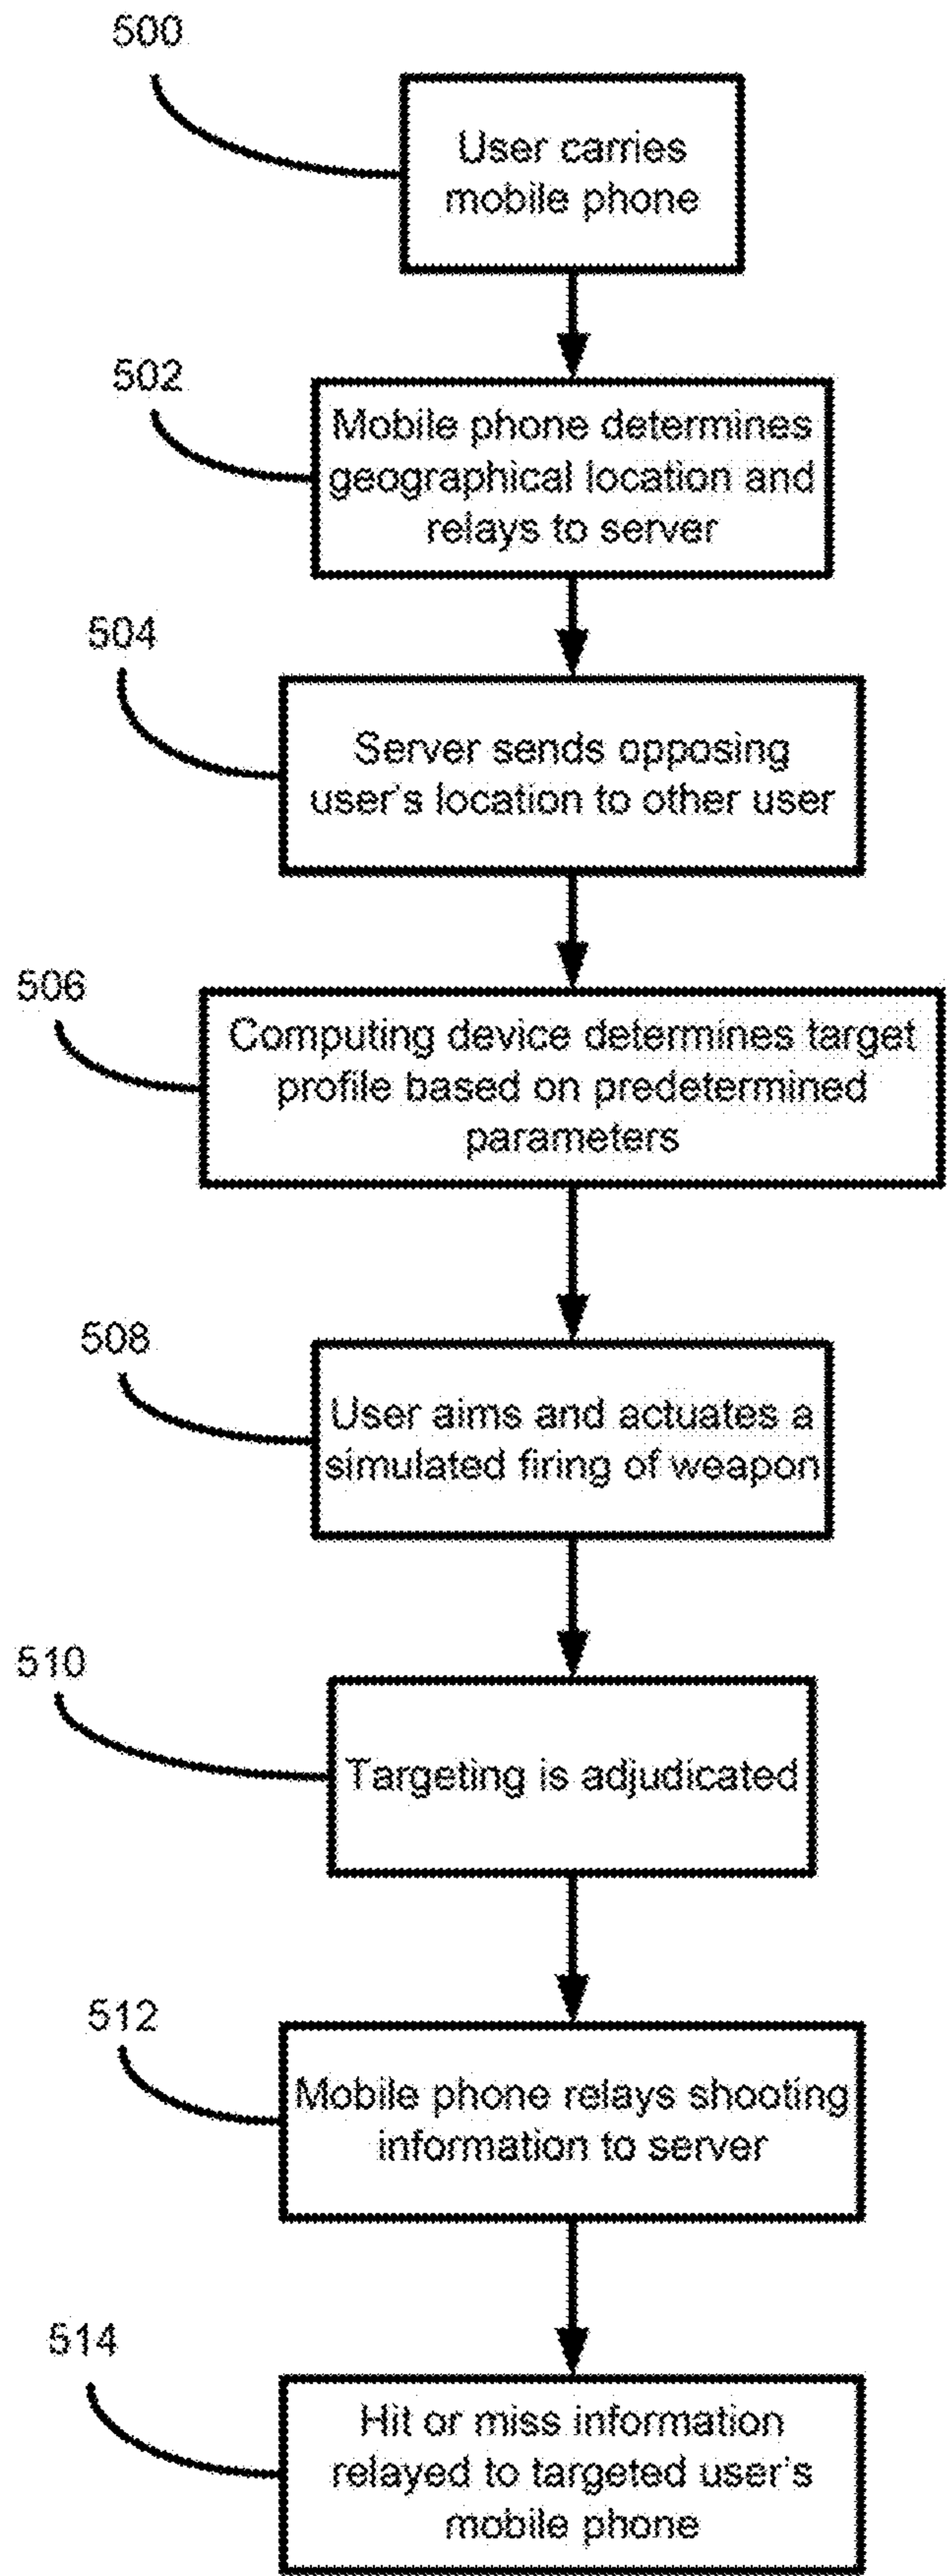 500
User carries
mobile phone
502
Mobile phone determines
geographical location and
relays to server
504
Server sends opposing
user's location to other user
506
Computing device determines target
profile based on predetermined
parameters
508
User aims and actuates a
simulated firing of weapon
510
Targeting is adjudicated
512
Mobile phone relays shooting
information to server
514
Hit or miss information
relayed to targeted user's
mobile phone